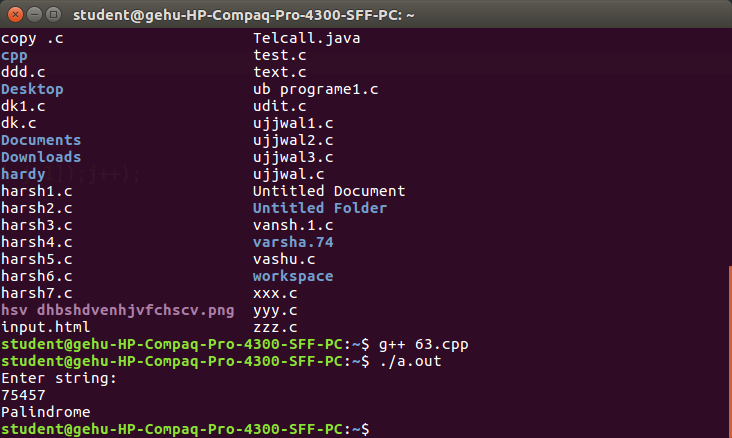 student@gehu-HP-Compaq-Pro-4300-SFF-PC: ~
copy .c Telcall.java
cpp test.c
ddd.c text.c
Desktop ub programe1.c
dk1.c udit.c
dk.c ujjwal1.c
Documents ujjwal2.c
Downloads ujjwal3.c
hardy ujjwal.c
harsh1.c Untitled Document
harsh2.c Untitled Folder
harsh3.c vansh.1.c
harsh4.c varsha.74
harsh5.c vashu.c
harsh6.c workspace
harsh7.c xxx.c
hsv dhbshdvenhjvfchscv.png yyy.c
input.html zzz.c
student@gehu-HP-Compaq-Pro-4300-SFF-PC:~$ g++ 63.cpp
student@gehu-HP-Compaq-Pro-4300-SFF-PC:~$ ./a.out
Enter string:
75457
Palindrome
student@gehu-HP-Compaq-Pro-4300-SFF-PC:~$